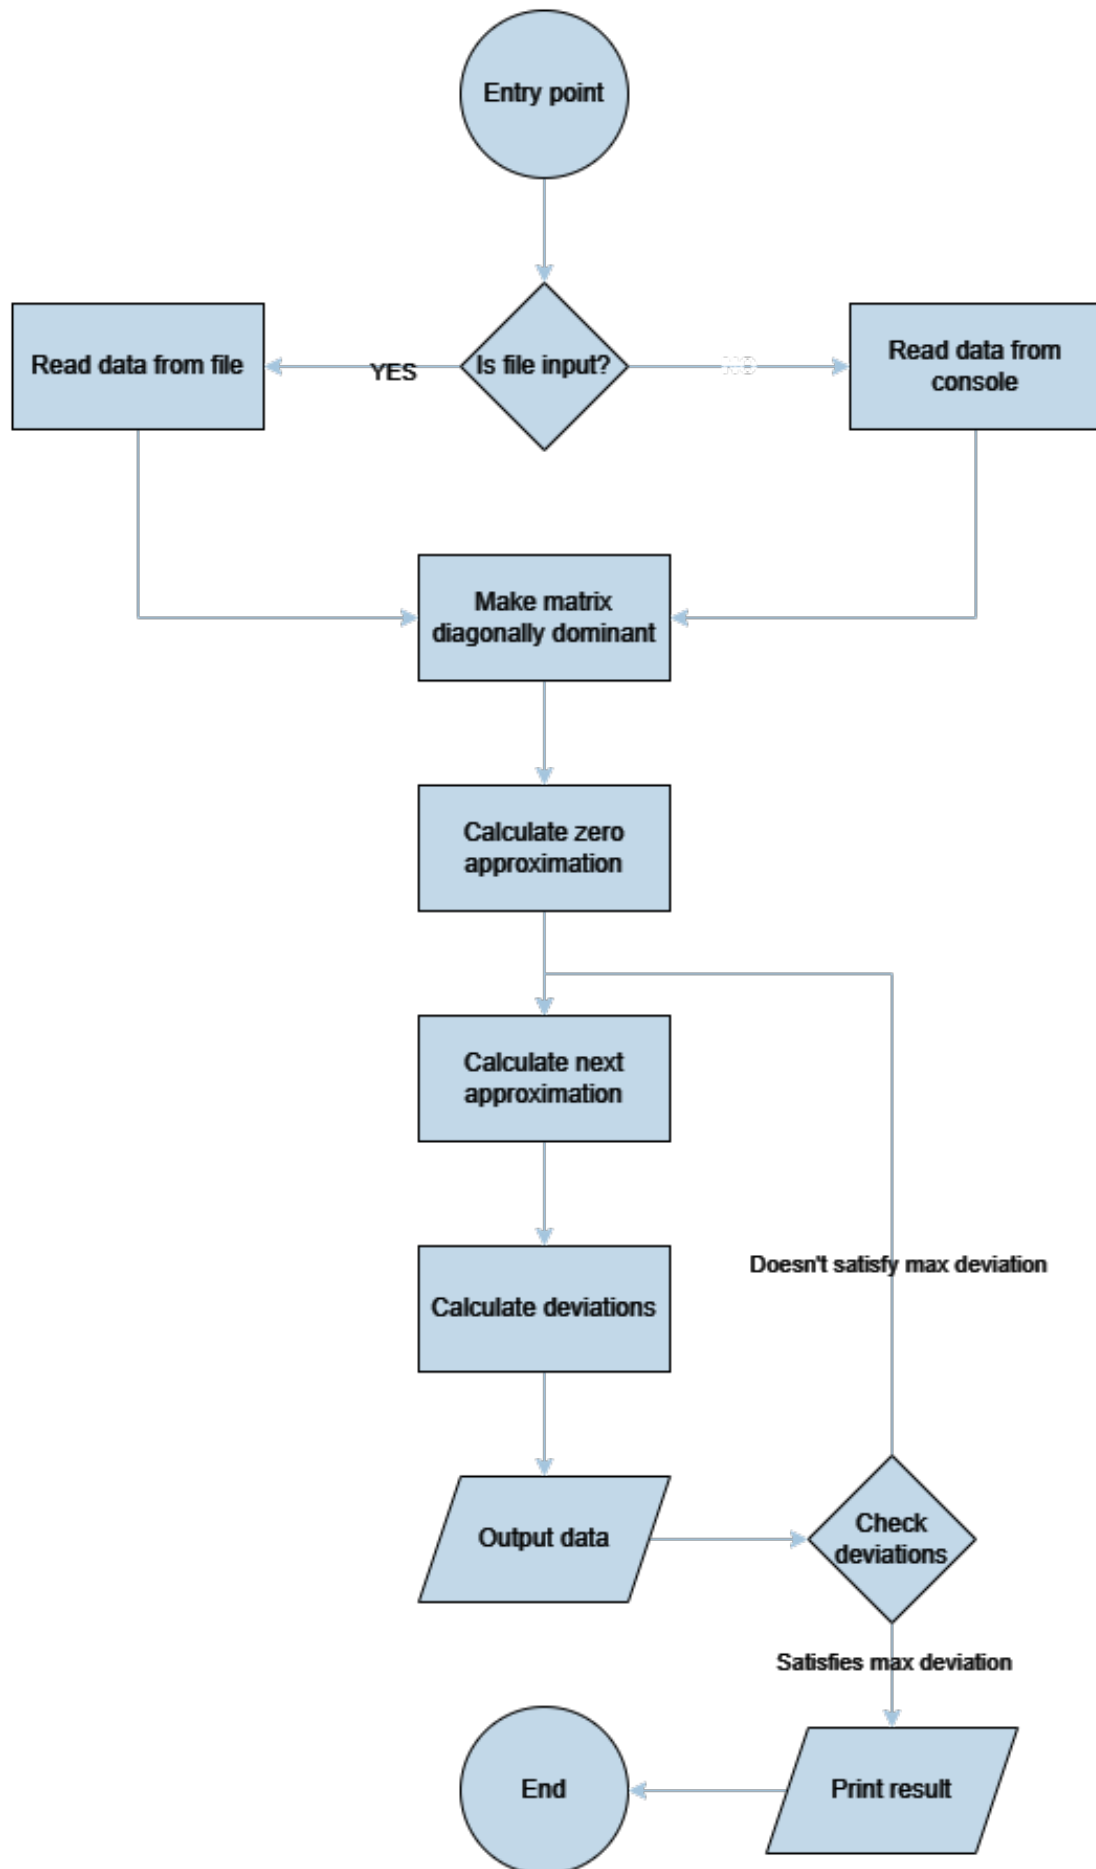 Entry point
Is file input?
YES
NO
Read data from file
Read data from
console
Make matrix
diagonally dominant
Calculate zero
approximation
Calculate next
approximation
Calculate deviations
Doesn't satisfy max deviation
Output data
Check
deviations
Satisfies max deviation
Print result
End